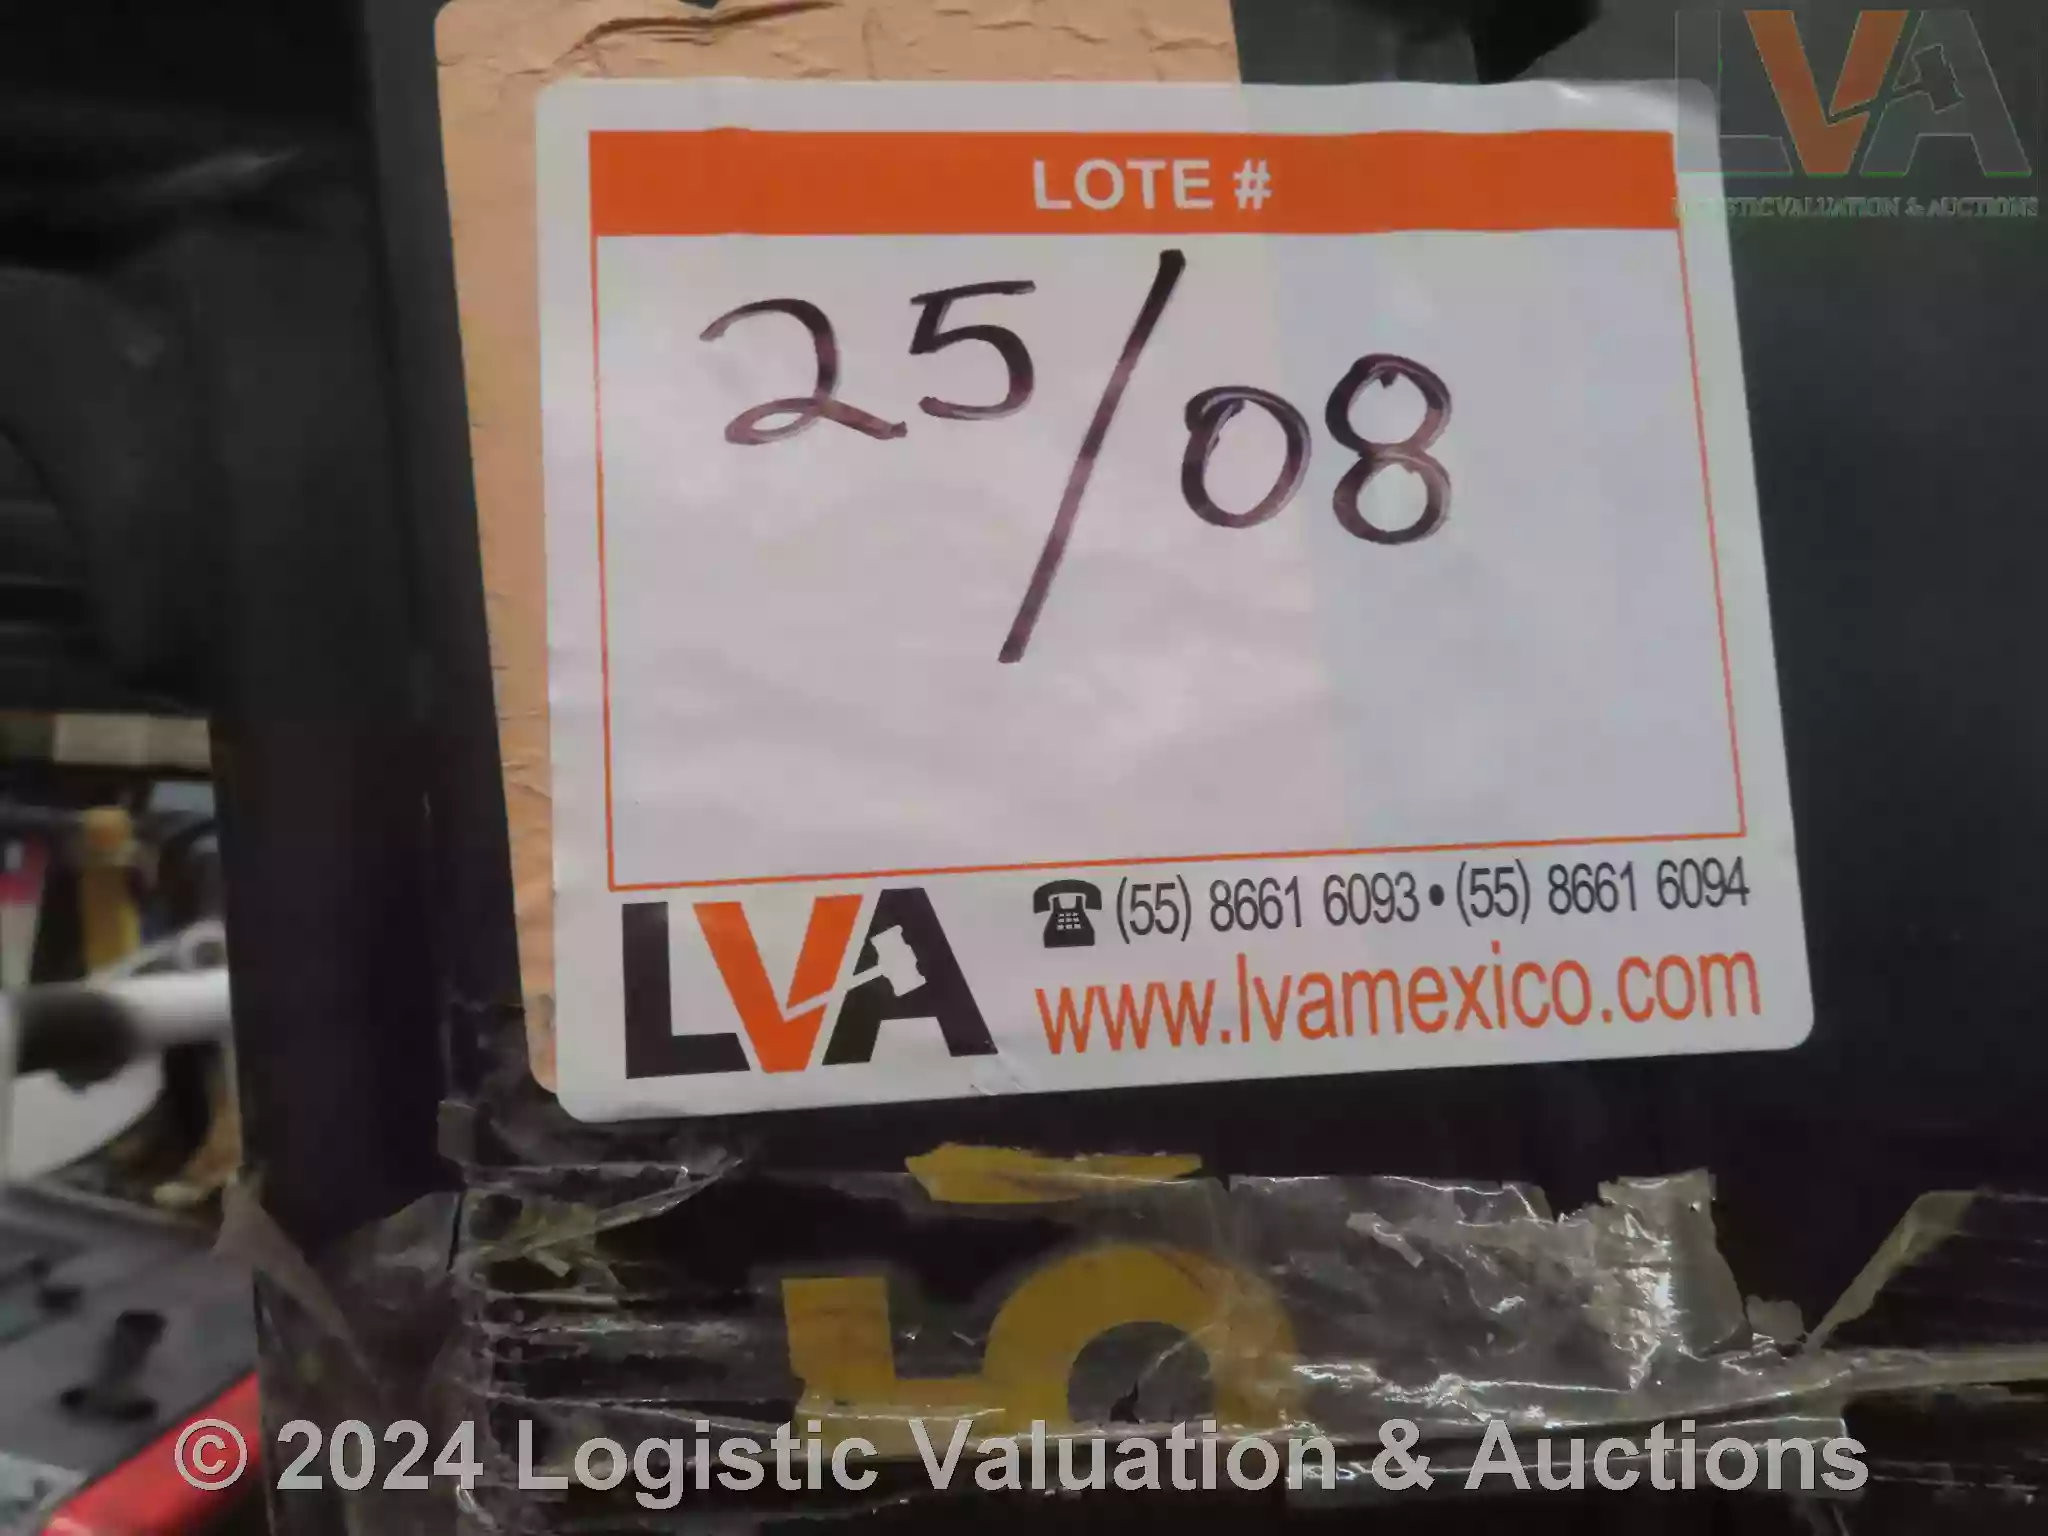 LVA
LOGISTIC VALUATION & AUCTIONS
LOTE #
25/08
LVA
(55) 8661 6093 • (55) 8661 6094
www.lvamexico.com
© 2024 Logistic Valuation & Auctions